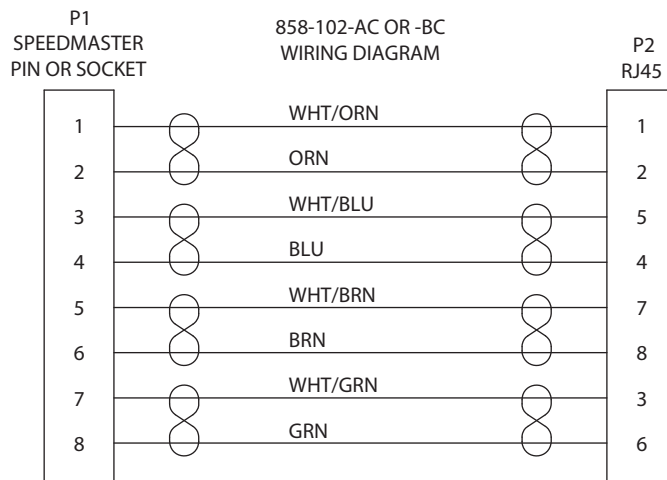 P1
SPEEDMASTER
PIN OR SOCKET
858-102-AC OR -BC
WIRING DIAGRAM
P2
RJ45
1 WHT/ORN 1
2 ORN 2
3 WHT/BLU 5
4 BLU 4
5 WHT/BRN 7
6 BRN 8
7 WHT/GRN 3
8 GRN 6